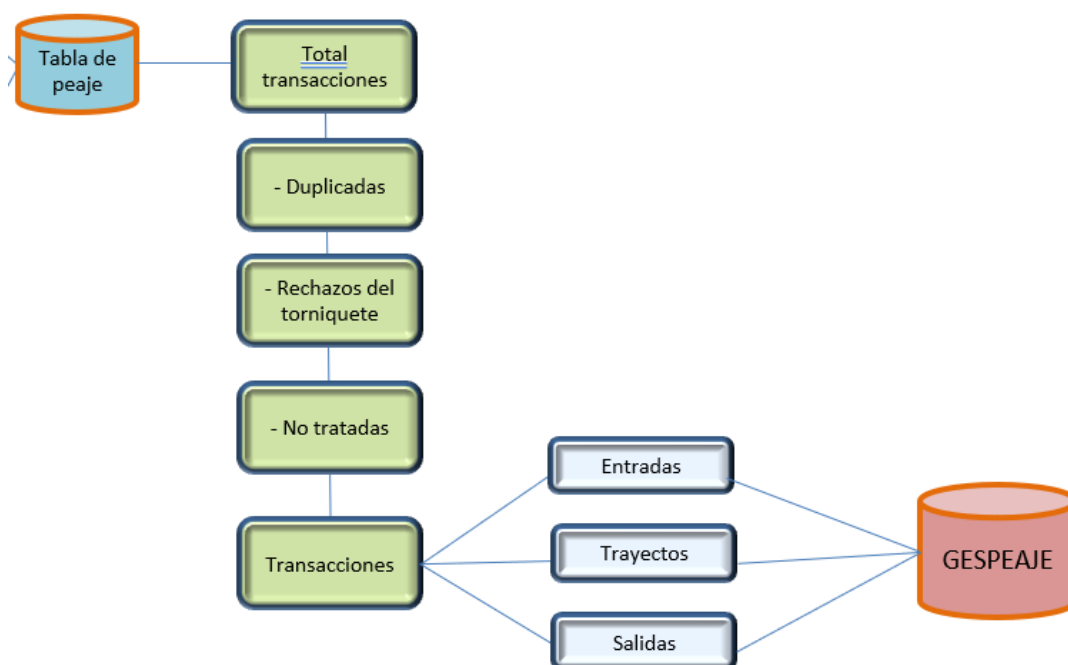 Tabla de
peaje
Total
transacciones
- Duplicadas
- Rechazos del
torniquete
- No tratadas
Transacciones
Entradas
Trayectos
Salidas
GESPEAJE